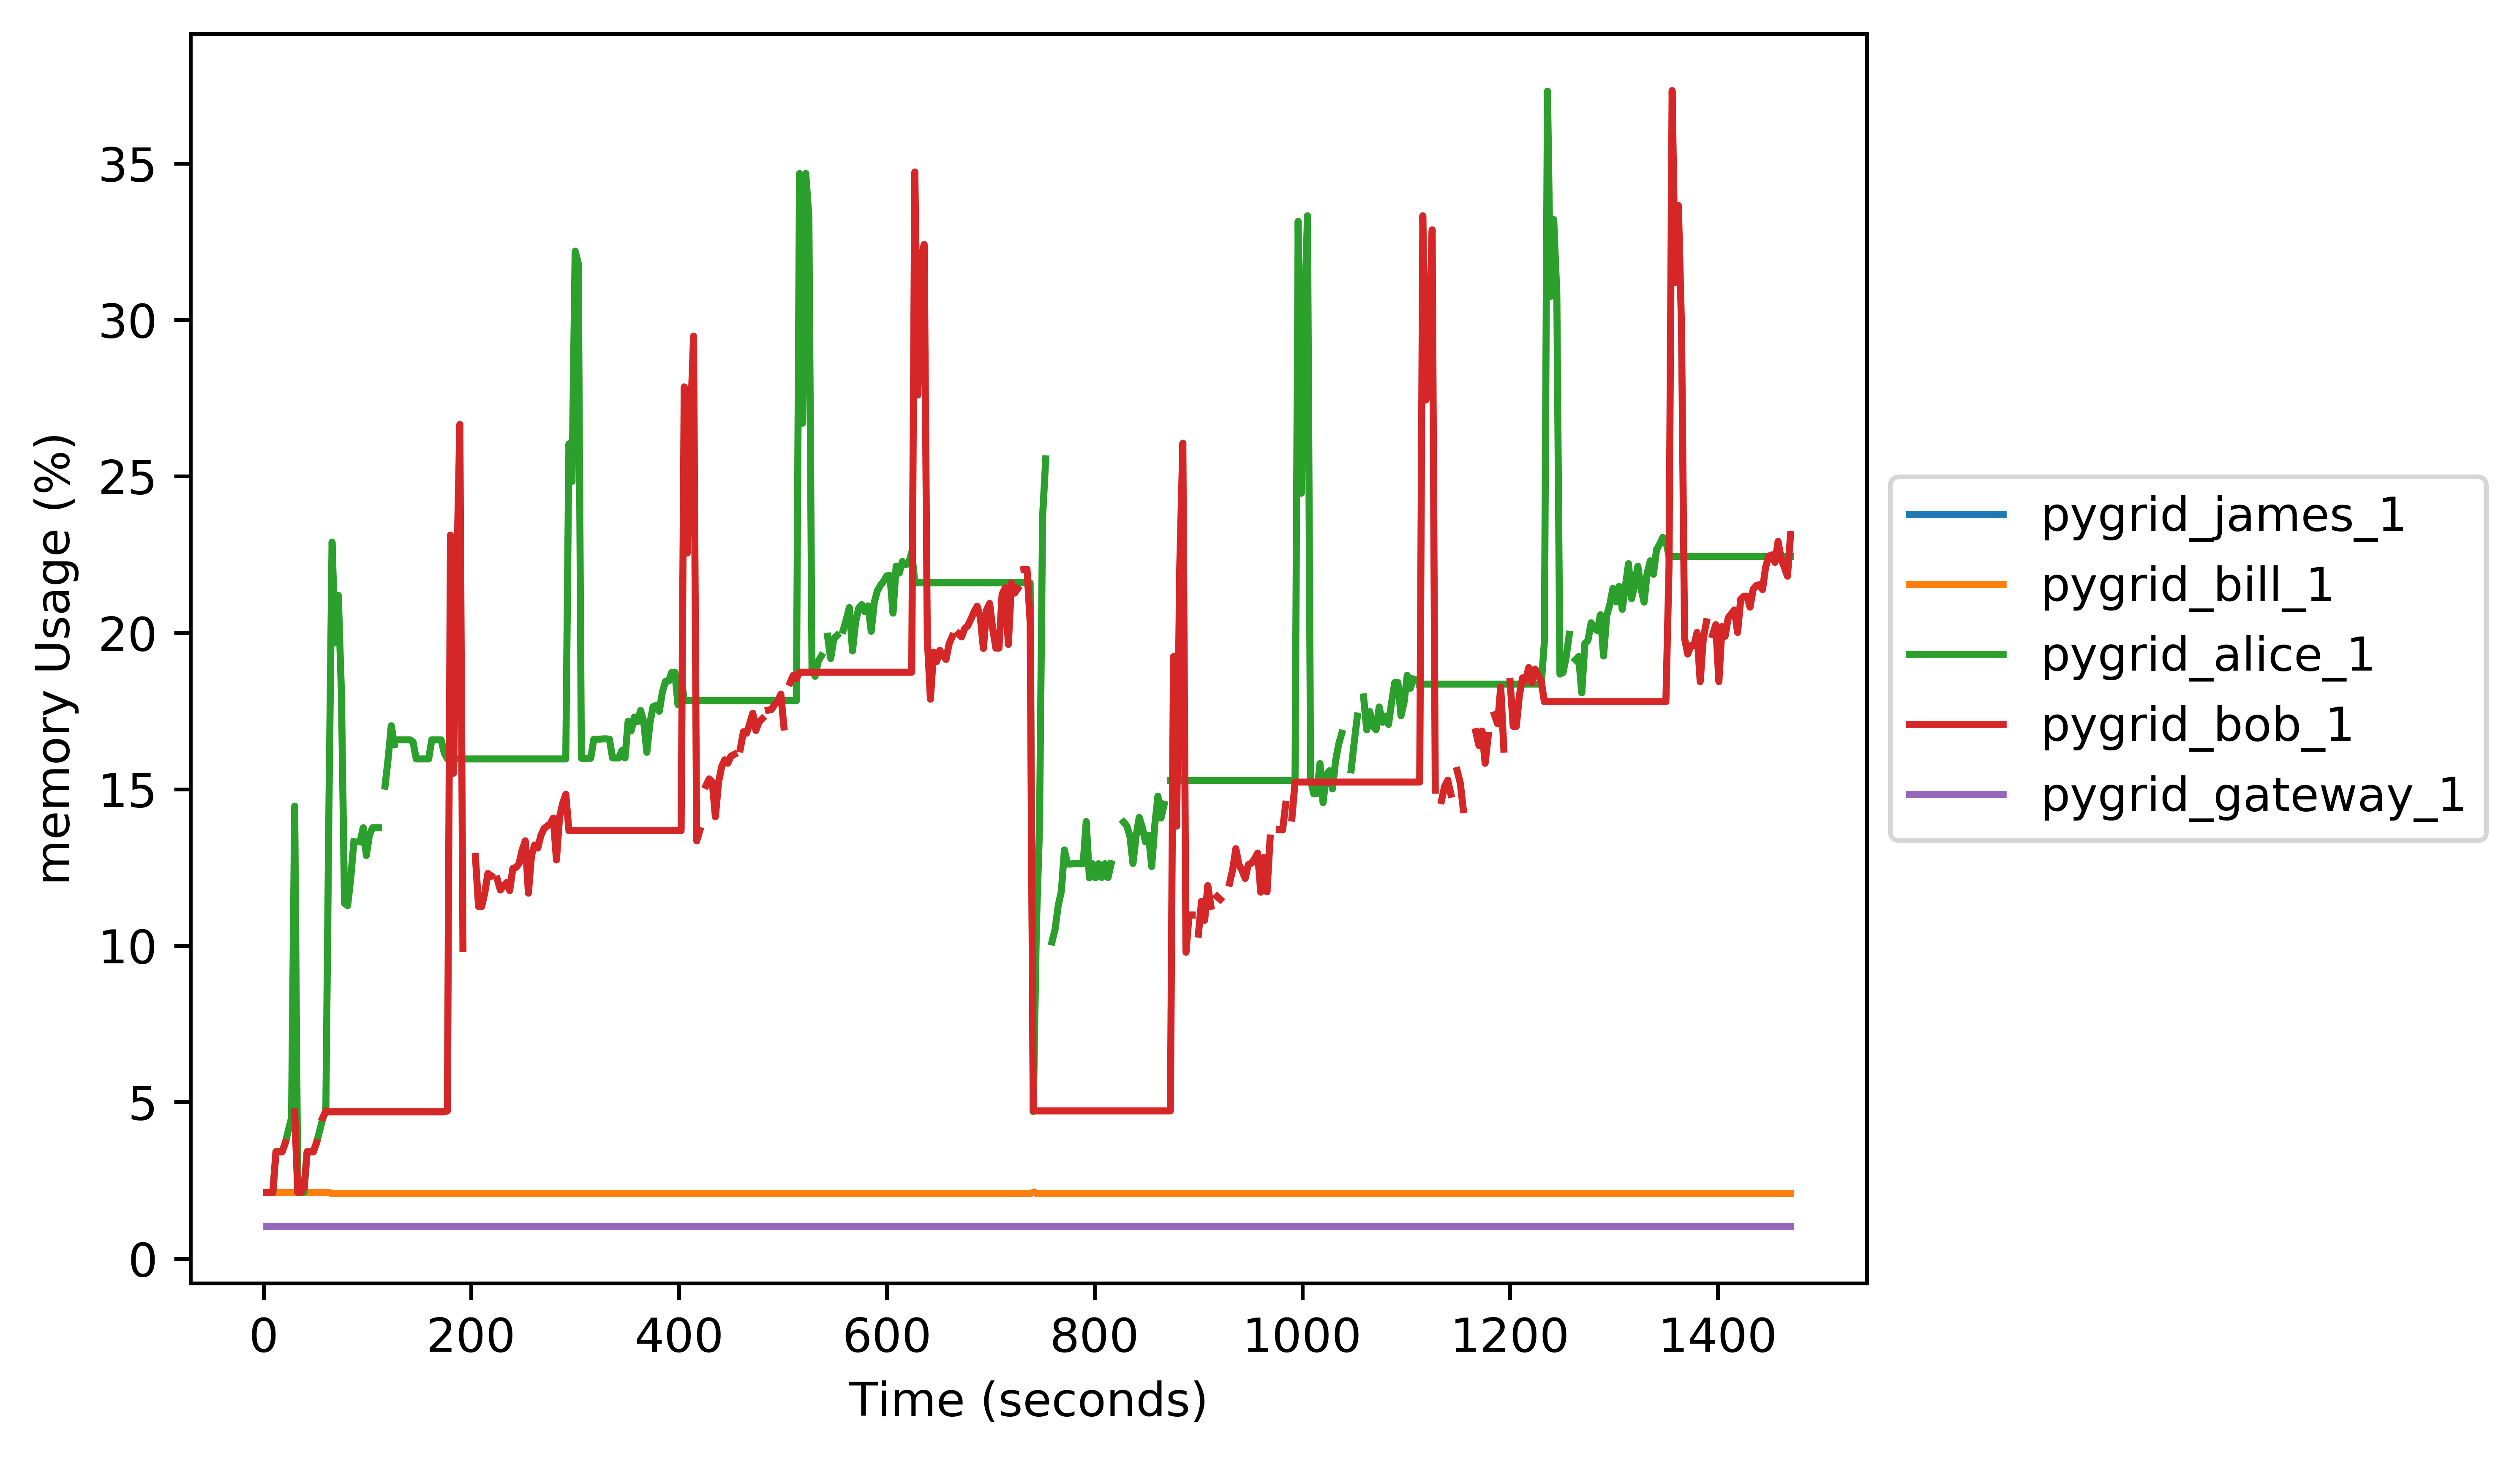 35
30
25
20
15
10
5
0
memory Usage (%)
0 200 400 600 800 1000 1200 1400
Time (seconds)
pygrid_james_1
pygrid_bill_1
pygrid_alice_1
pygrid_bob_1
pygrid_gateway_1